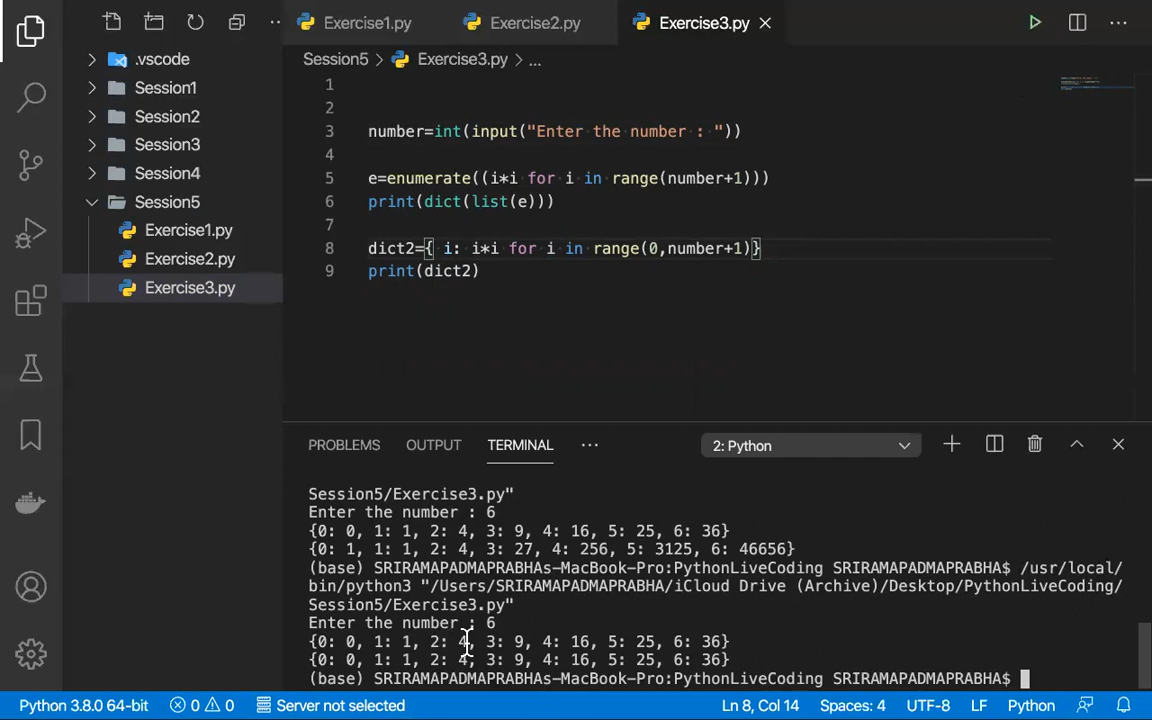 Exercise1.py
Exercise2.py
Exercise3.py
.vscode
Session1
Session2
Session3
Session4
Session5
Exercise1.py
Exercise2.py
Exercise3.py
Session5 > Exercise3.py > ...
1
2
3 number=int(input("Enter the number : "))
4
5 e=enumerate((i*i for i in range(number+1)))
6 print(dict(list(e)))
7
8 dict2={ i: i*i for i in range(0,number+1)}
9 print(dict2)
PROBLEMS OUTPUT TERMINAL ... 2: Python
Session5/Exercise3.py"
Enter the number : 6
{0: 0, 1: 1, 2: 4, 3: 9, 4: 16, 5: 25, 6: 36}
{0: 1, 1: 1, 2: 4, 3: 27, 4: 256, 5: 3125, 6: 46656}
(base) SRIRAMAPADMAPRABHAs-MacBook-Pro:PythonLiveCoding SRIRAMAPADMAPRABHA$ /usr/local/
bin/python3 "/Users/SRIRAMAPADMAPRABHA/iCloud Drive (Archive)/Desktop/PythonLiveCoding/
Session5/Exercise3.py"
Enter the number : 6
{0: 0, 1: 1, 2: 4, 3: 9, 4: 16, 5: 25, 6: 36}
{0: 0, 1: 1, 2: 4, 3: 9, 4: 16, 5: 25, 6: 36}
(base) SRIRAMAPADMAPRABHAs-MacBook-Pro:PythonLiveCoding SRIRAMAPADMAPRABHA$
Python 3.8.0 64-bit 0 0 Server not selected Ln 8, Col 14 Spaces: 4 UTF-8 LF Python